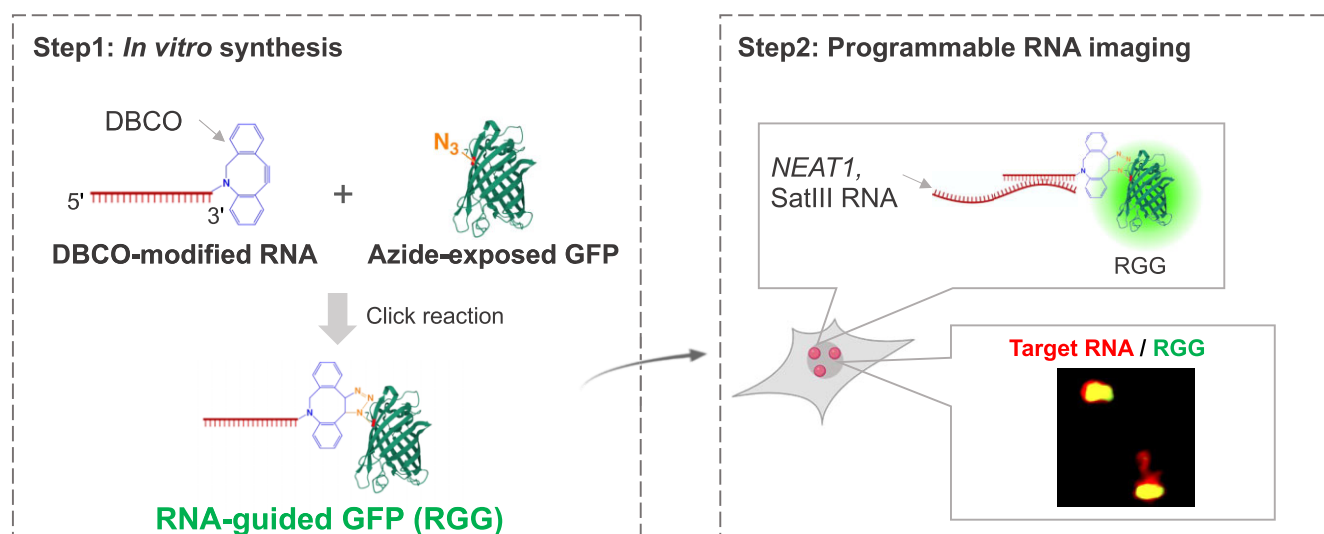 Step1: In vitro synthesis
DBCO
N3
5'
N
3'
+
DBCO-modified RNA
Azide-exposed GFP
Click reaction
N
N
N
N
RNA-guided GFP (RGG)
Step2: Programmable RNA imaging
NEAT1,
SatIII RNA
N
N
N
N
RGG
Target RNA / RGG